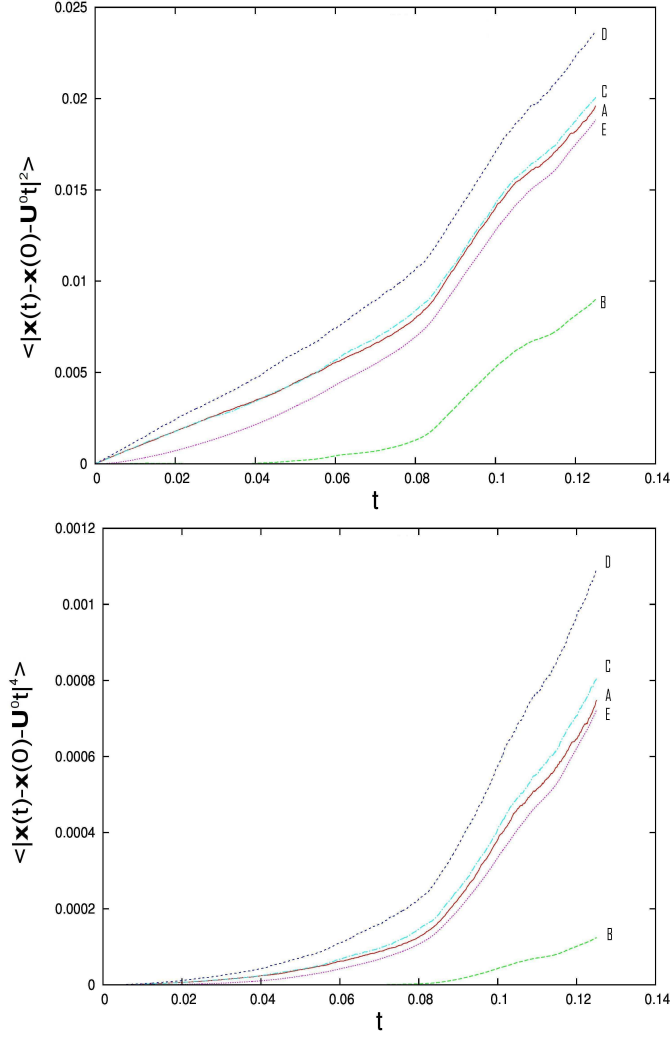 0.025
0.02
0.015
0.01
0.005
0
<|x(t)-x(0)-U⁰t|²>
D
C
A
E
B
0 0.02 0.04 0.06 0.08 0.1 0.12 0.14
t
0.0012
0.001
0.0008
0.0006
0.0004
0.0002
0
<|x(t)-x(0)-U⁰t|⁴>
D
C
A
E
B
0 0.02 0.04 0.06 0.08 0.1 0.12 0.14
t